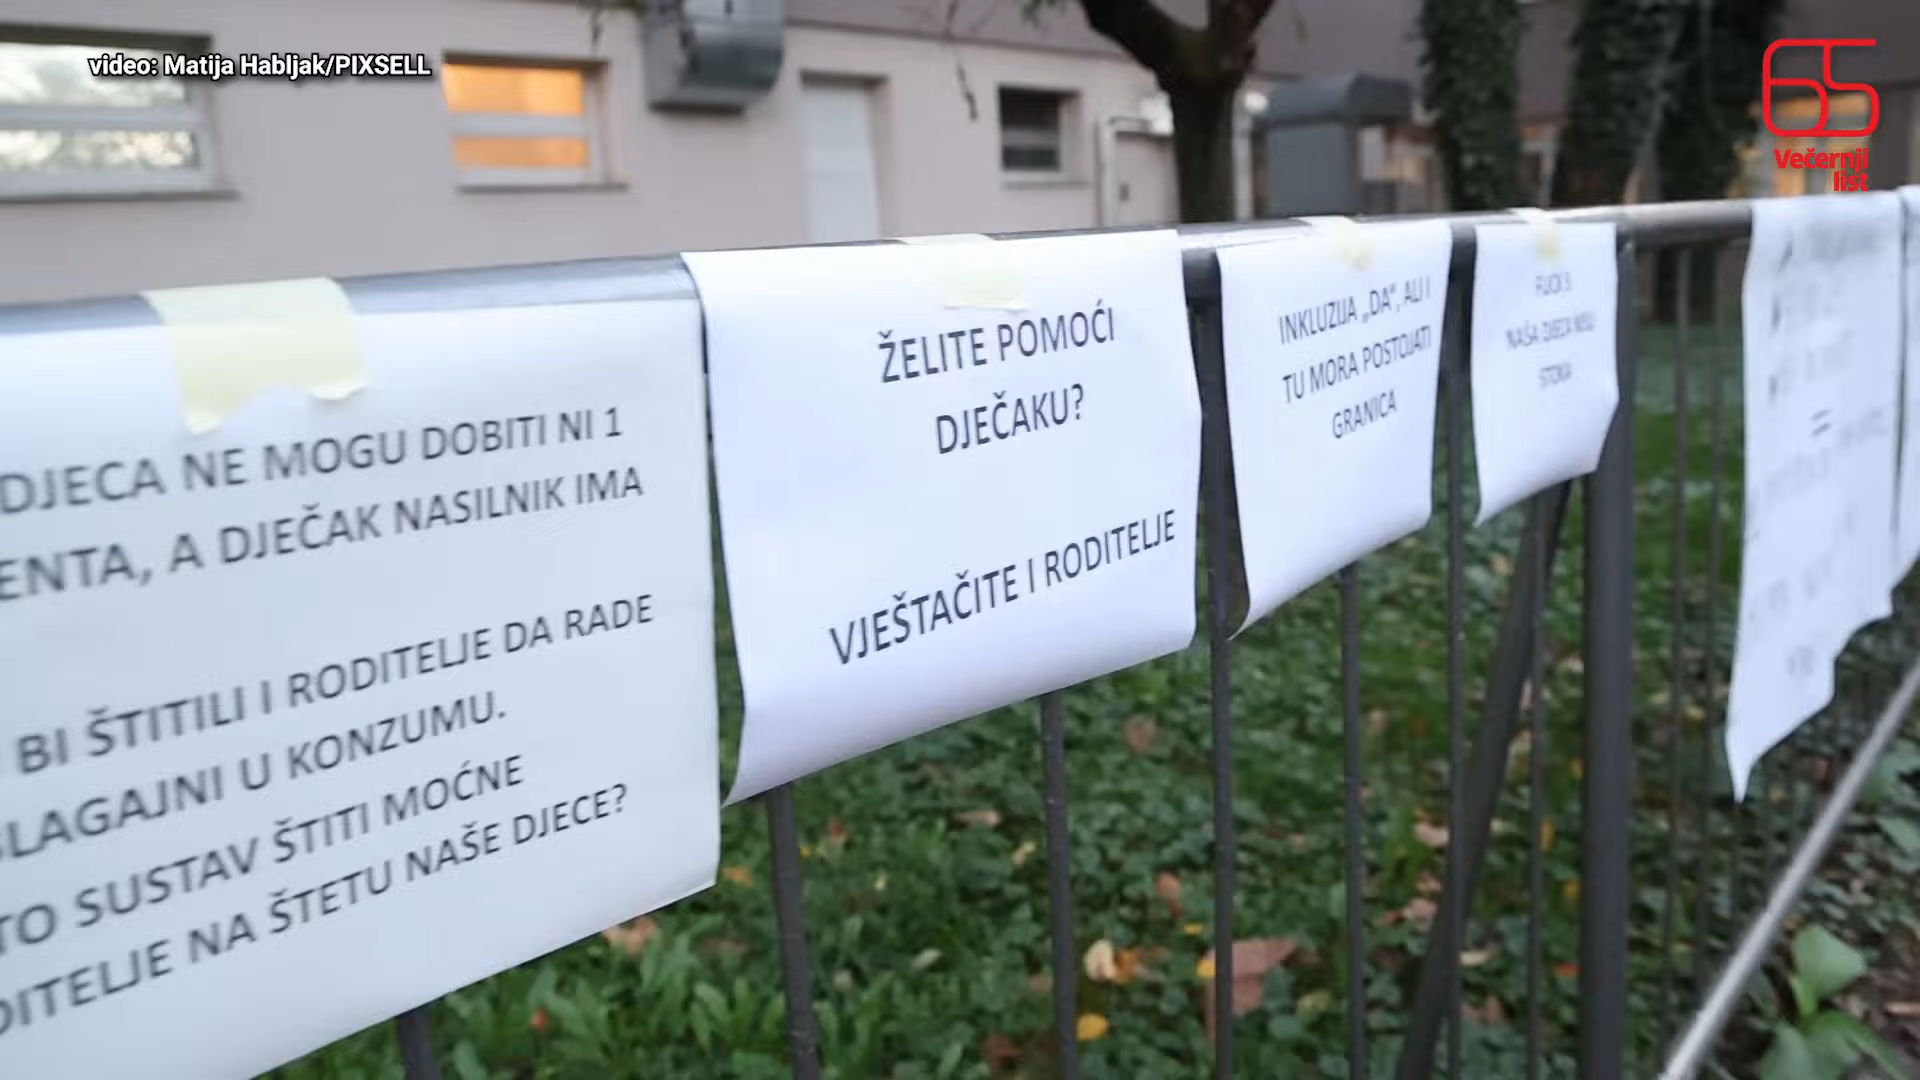 video: Matija Habljak/PIXSELL
65
Večernji
list
DJECA NE MOGU DOBITI NI 1
ENTA, A DJEČAK NASILNIK IMA
BI ŠTITILI I RODITELJE DA RADE
BLAGAJNI U KONZUMU.
TO SUSTAV ŠTITI MOĆNE
DITELJE NA ŠTETU NAŠE DJECE?
ŽELITE POMOĆI
DJEČAKU?
VJEŠTAČITE I RODITELJE
INKLUZIJA „DA“, ALI I
TU MORA POSTOJATI
GRANICA
NAŠA DJECA NISU
STOKA